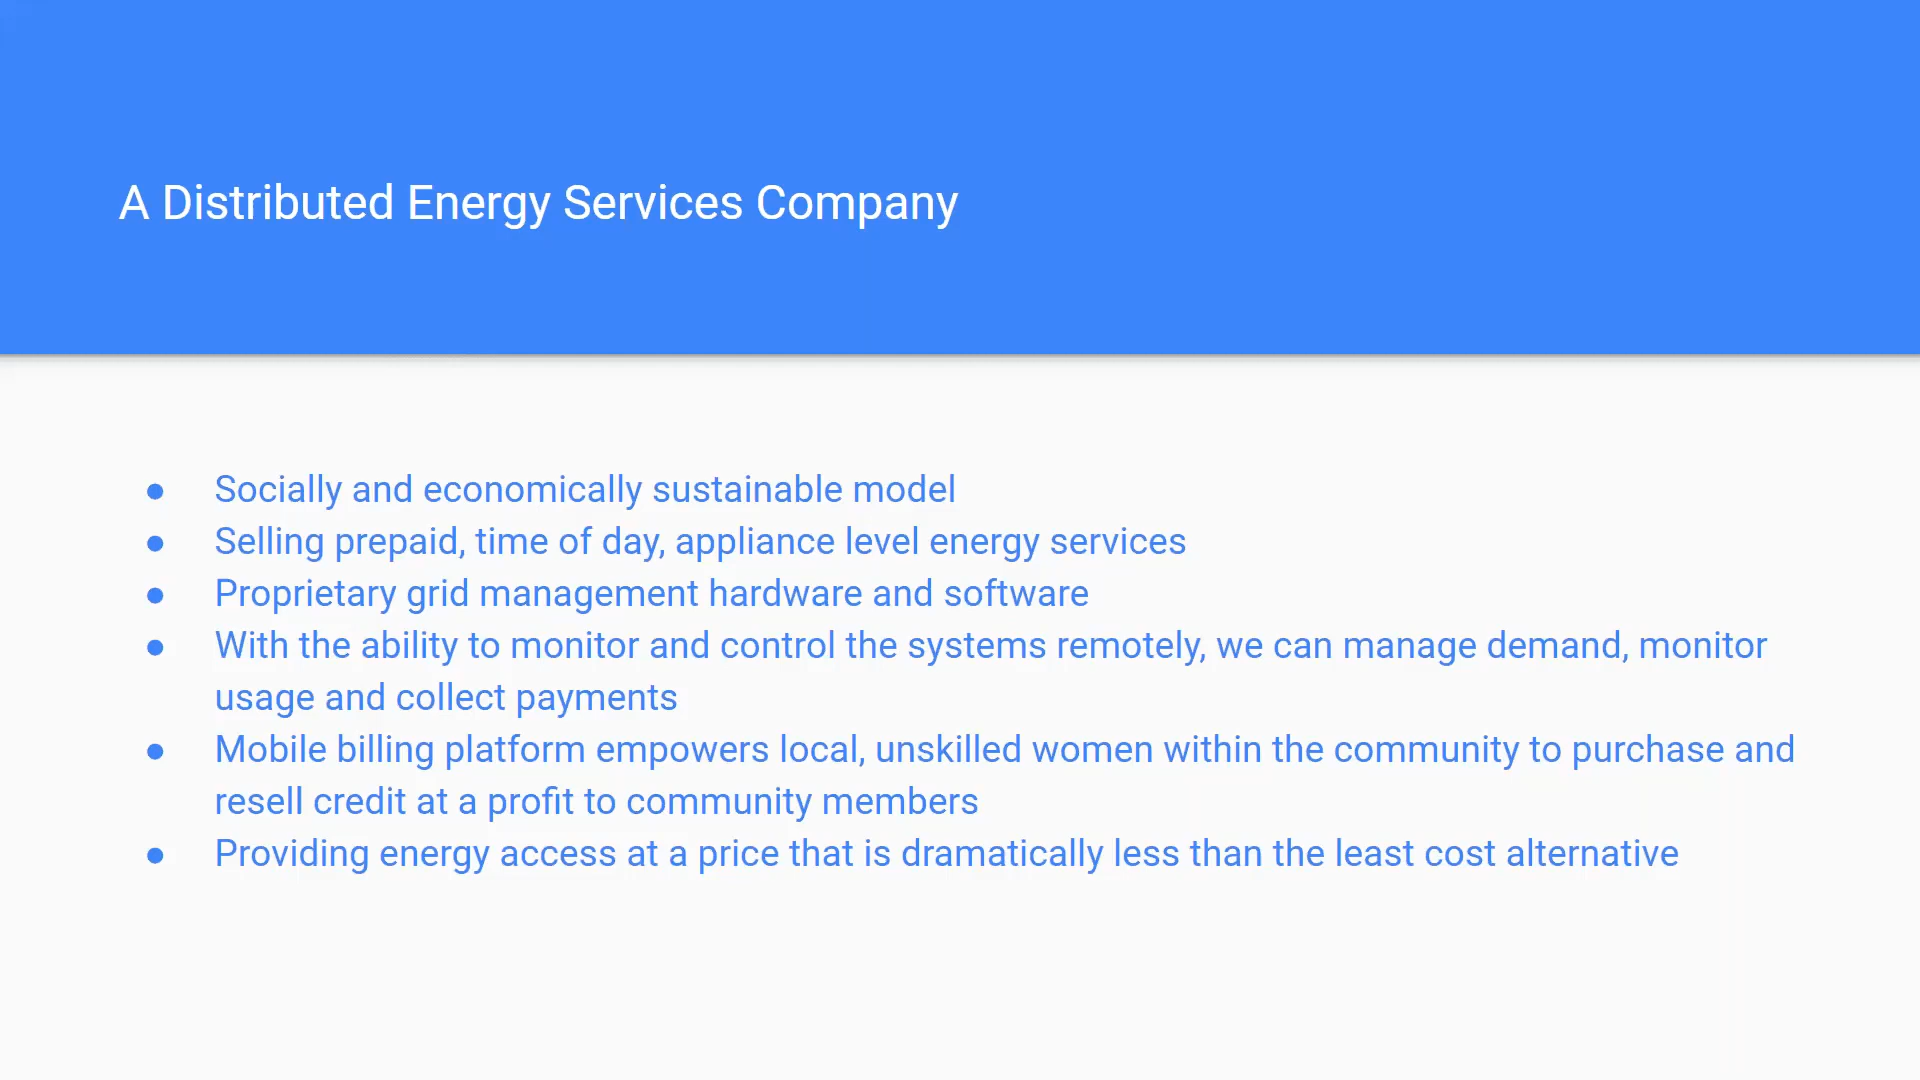 A Distributed Energy Services Company
● Socially and economically sustainable model
● Selling prepaid, time of day, appliance level energy services
● Proprietary grid management hardware and software
● With the ability to monitor and control the systems remotely, we can manage demand, monitor
usage and collect payments
● Mobile billing platform empowers local, unskilled women within the community to purchase and
resell credit at a profit to community members
● Providing energy access at a price that is dramatically less than the least cost alternative